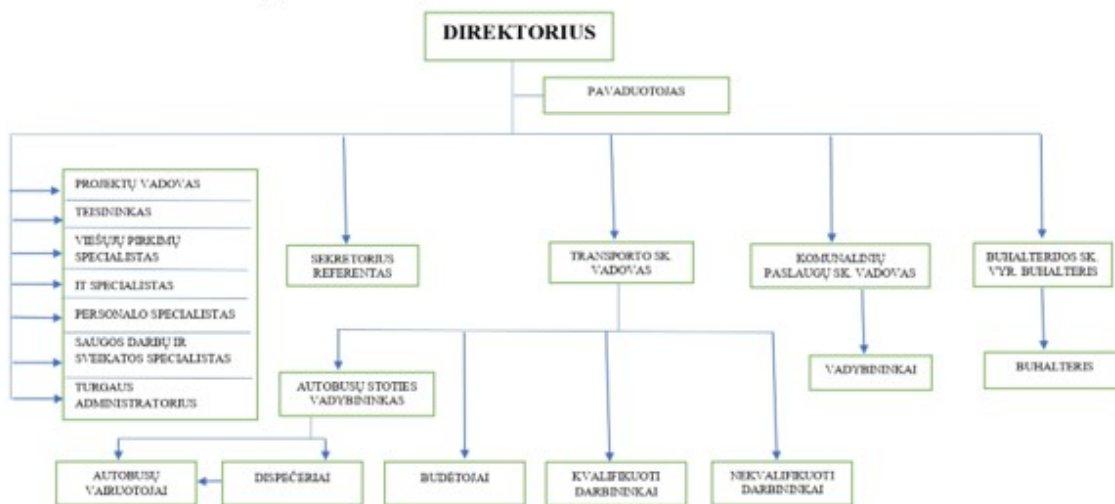 DIREKTORIUS
PAVADUOTOJAS
PROJEKTŲ VADOVAS
TEISININKAS
VIEŠŲJŲ PIRKIMŲ
SPECIALISTAS
IT SPECIALISTAS
PERSONALO SPECIALISTAS
SAUGOS DARBŲ IR
SVEIKATOS SPECIALISTAS
TURGAUS
ADMINISTRATORIUS
SEKRETORIUS
REFERENTAS
TRANSPORTO SK.
VADOVAS
KOMUNALINIŲ
PASLAUGŲ SK. VADOVAS
BUHALTERIJOS SK.
VYR. BUHALTERIS
AUTOBUSŲ STOTIES
VADYBININKAS
VADYBININKAI
BUHALTERIS
AUTOBUSŲ
VAIRUOTOJAI
DISPEČERIAI
BUDĖTOJAI
KVALIFIKUOTI
DARBININKAI
NEKVALIFIKUOTI
DARBININKAI